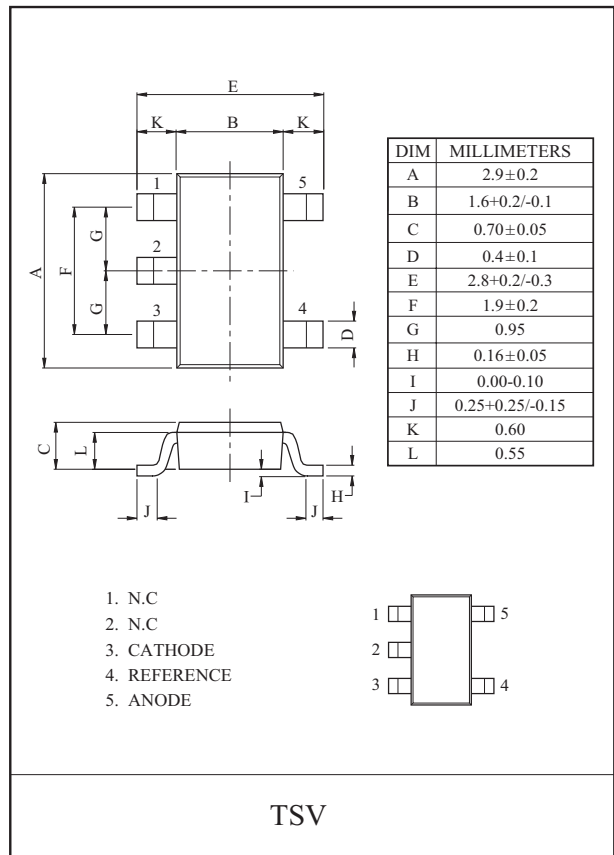 E
K B K
1 5
2
3 4
A F G G D
C L I H
J J
DIM MILLIMETERS
A 2.9±0.2
B 1.6+0.2/-0.1
C 0.70±0.05
D 0.4±0.1
E 2.8+0.2/-0.3
F 1.9±0.2
G 0.95
H 0.16±0.05
I 0.00-0.10
J 0.25+0.25/-0.15
K 0.60
L 0.55
1. N.C
2. N.C
3. CATHODE
4. REFERENCE
5. ANODE
1 5
2
3 4
TSV